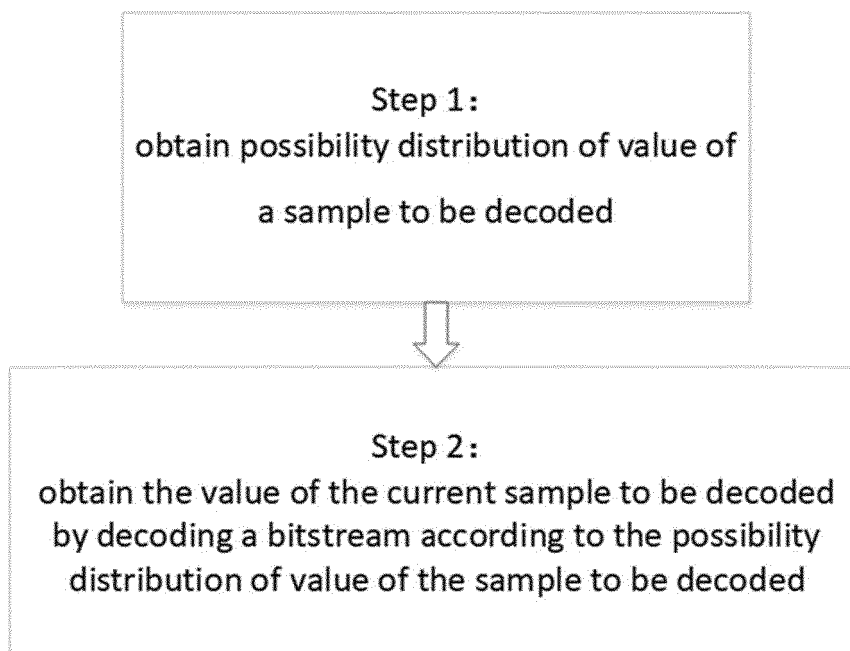 Step 1:
obtain possibility distribution of value of
a sample to be decoded
Step 2:
obtain the value of the current sample to be decoded
by decoding a bitstream according to the possibility
distribution of value of the sample to be decoded